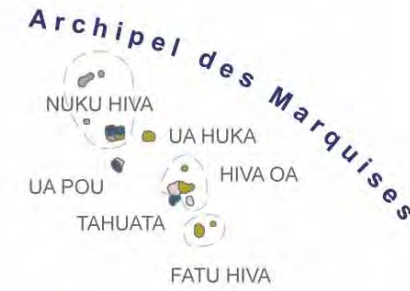 Archipel des Marquises
NUKU HIVA
UA HUKA
HIVA OA
UA POU
TAHUATA
FATU HIVA